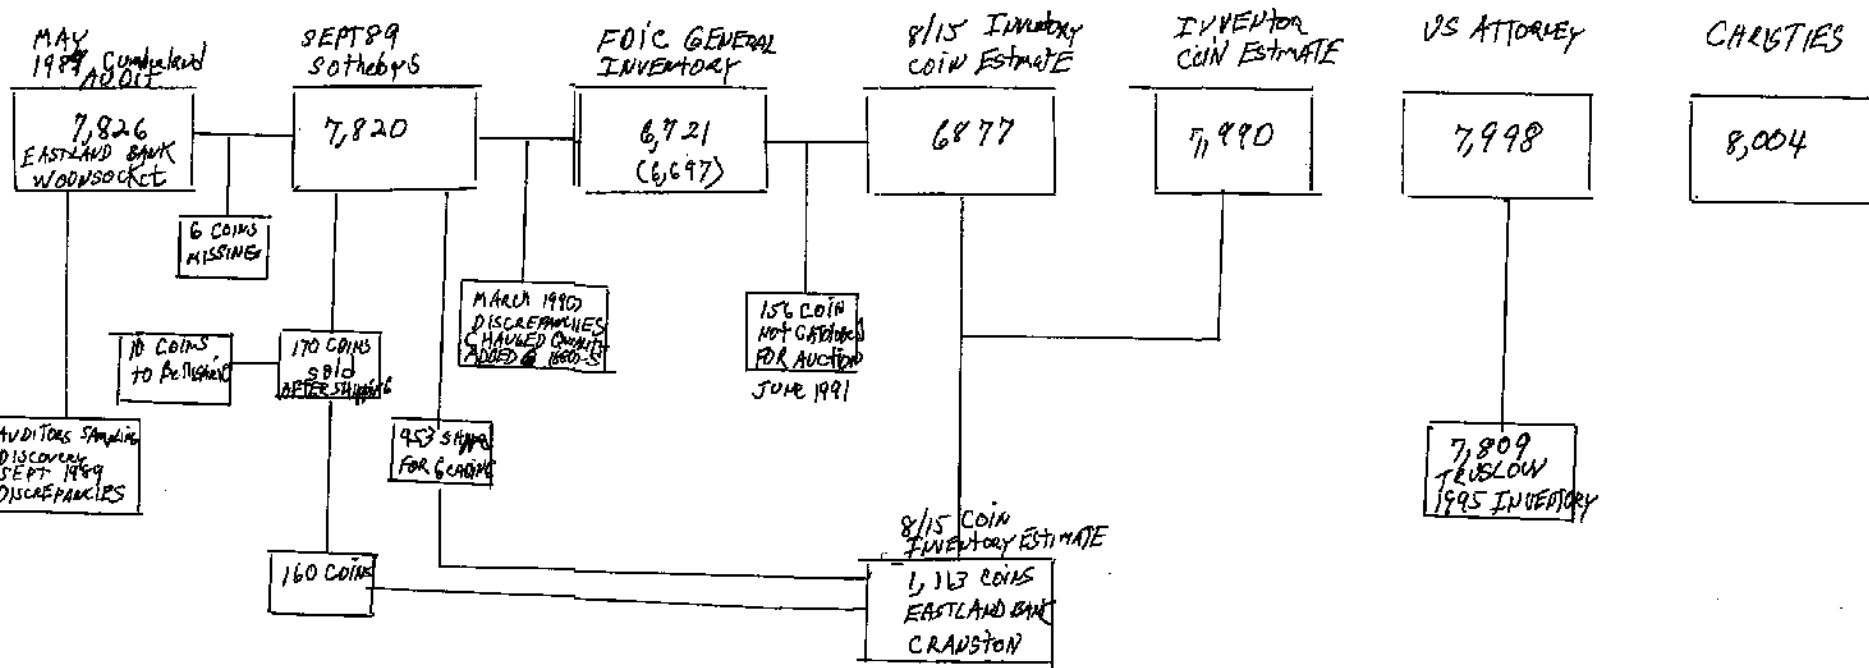 MAY
1989 Cumberland
AUDIT
7,826
EASTLAND BANK
WOONSOCKET
6 COINS
MISSING
AUDITORS SAMPLING
DISCOVERY
SEPT 1989
DISCREPANCIES
SEPT 89
SOTHEBYS
7,820
10 COINS
TO
170 COINS
SOLD
AFTER SHIPPING
953 SHIPPED
FOR GRADING
160 COINS
FDIC GENERAL
INVENTORY
6,721
(6,697)
MARCH 1990
DISCREPANCIES
CHANGED QUANTITY
ADDED 6
156 COIN
NOT CATALOGED
FOR AUCTION
JUNE 1991
8/15 INVENTORY
COIN ESTIMATE
6877
8/15 COIN
INVENTORY ESTIMATE
1,113 COINS
EASTLAND BANK
CRANSTON
INVENTOR
COIN ESTIMATE
7,990
US ATTORNEY
7,998
7,809
TRUSLOW
1995 INVENTORY
CHRISTIES
8,004